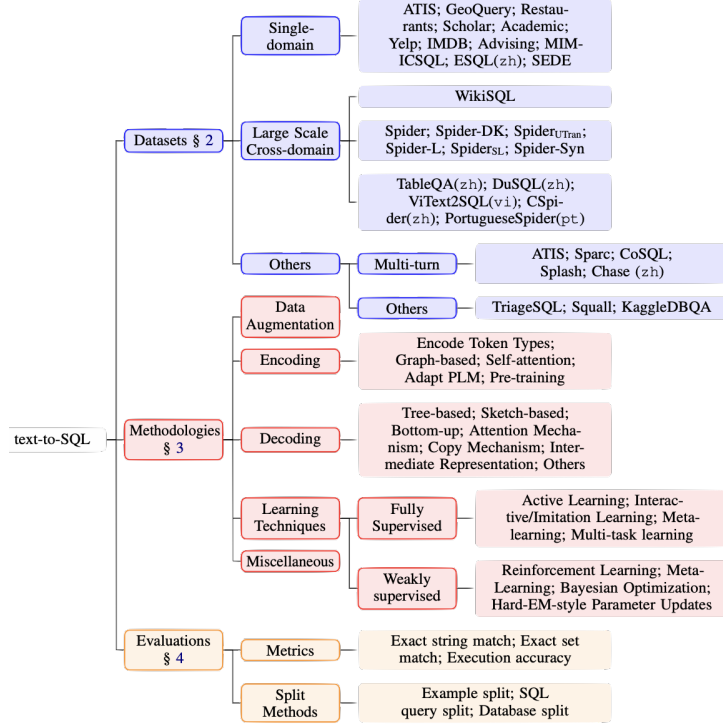 text-to-SQL
Datasets § 2
Single-
domain
ATIS; GeoQuery; Restau-
rants; Scholar; Academic;
Yelp; IMDB; Advising; MIM-
ICSQL; ESQL(zh); SEDE
Large Scale
Cross-domain
WikiSQL
Spider; Spider-DK; SpiderUTran;
Spider-L; SpiderSL; Spider-Syn
TableQA(zh); DuSQL(zh);
ViText2SQL(vi); CSpi-
der(zh); PortugueseSpider(pt)
Others
Multi-turn
ATIS; Sparc; CoSQL;
Splash; Chase (zh)
Others
TriageSQL; Squall; KaggleDBQA
Methodologies
§ 3
Data
Augmentation
Encoding
Encode Token Types;
Graph-based; Self-attention;
Adapt PLM; Pre-training
Decoding
Tree-based; Sketch-based;
Bottom-up; Attention Mecha-
nism; Copy Mechanism; Inter-
mediate Representation; Others
Learning
Techniques
Fully
Supervised
Active Learning; Interac-
tive/Imitation Learning; Meta-
learning; Multi-task learning
Weakly
supervised
Reinforcement Learning; Meta-
Learning; Bayesian Optimization;
Hard-EM-style Parameter Updates
Miscellaneous
Evaluations
§ 4
Metrics
Exact string match; Exact set
match; Execution accuracy
Split
Methods
Example split; SQL
query split; Database split